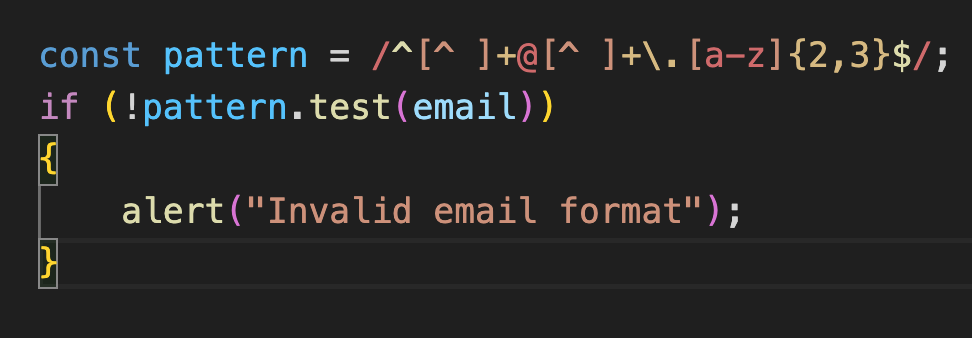 const pattern = /^[^ ]+@[^ ]+\.[a-z]{2,3}$/;
if (!pattern.test(email))
{
    alert("Invalid email format");
}